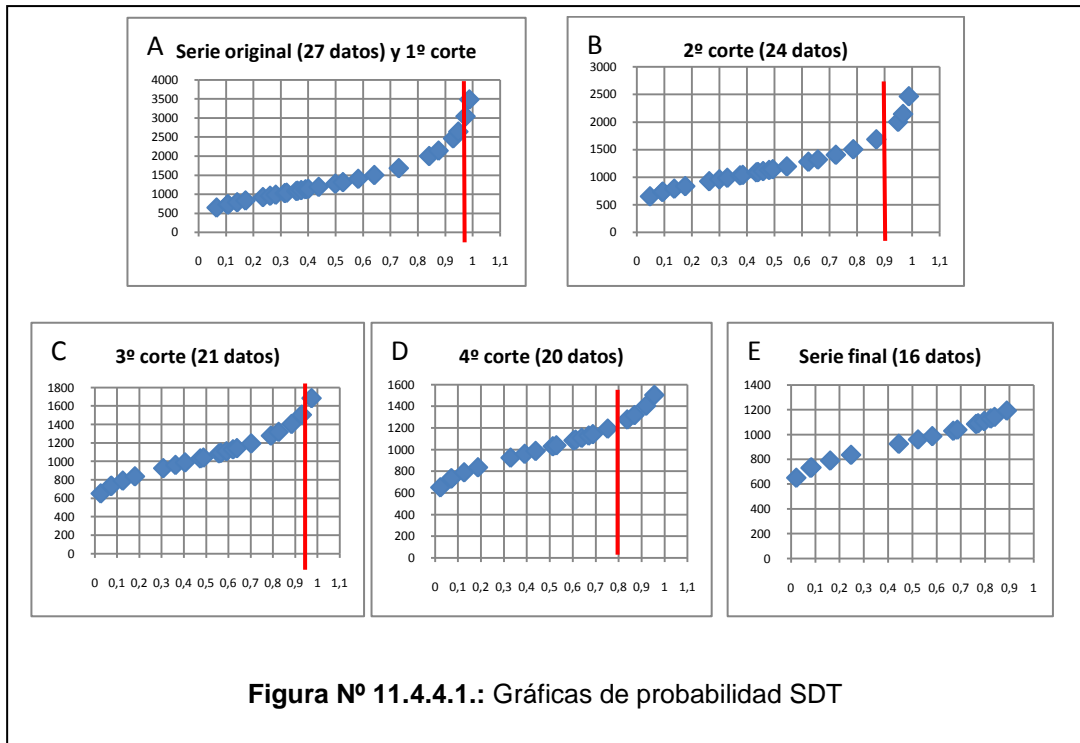 A
Serie original (27 datos) y 1º corte
4000
3500
3000
2500
2000
1500
1000
500
0
0 0,1 0,2 0,3 0,4 0,5 0,6 0,7 0,8 0,9 1 1,1
B
2º corte (24 datos)
3000
2500
2000
1500
1000
500
0
0 0,1 0,2 0,3 0,4 0,5 0,6 0,7 0,8 0,9 1 1,1
C
3º corte (21 datos)
1800
1600
1400
1200
1000
800
600
400
200
0
0 0,1 0,2 0,3 0,4 0,5 0,6 0,7 0,8 0,9 1 1,1
D
4º corte (20 datos)
1600
1400
1200
1000
800
600
400
200
0
0 0,1 0,2 0,3 0,4 0,5 0,6 0,7 0,8 0,9 1 1,1
E
Serie final (16 datos)
1400
1200
1000
800
600
400
200
0
0 0,1 0,2 0,3 0,4 0,5 0,6 0,7 0,8 0,9 1
Figura Nº 11.4.4.1.: Gráficas de probabilidad SDT